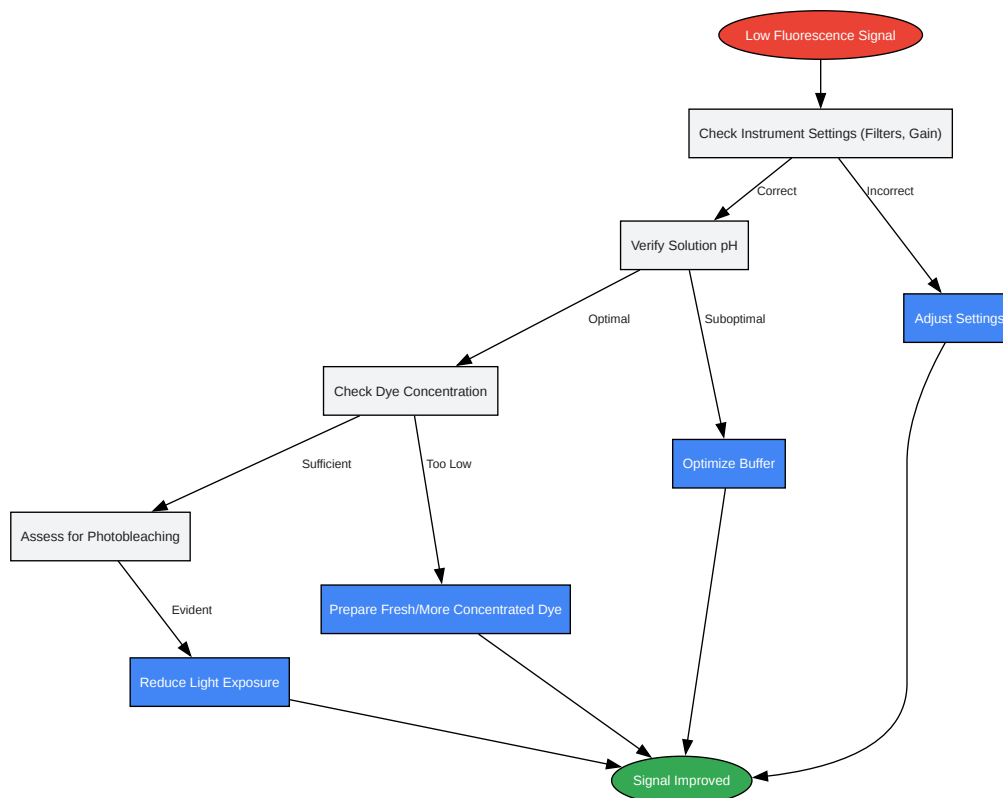 Low Fluorescence Signal
Check Instrument Settings (Filters, Gain)
Correct
Incorrect
Verify Solution pH
Adjust Settings
Optimal
Suboptimal
Check Dye Concentration
Optimize Buffer
Sufficient
Too Low
Assess for Photobleaching
Prepare Fresh/More Concentrated Dye
Evident
Reduce Light Exposure
Signal Improved